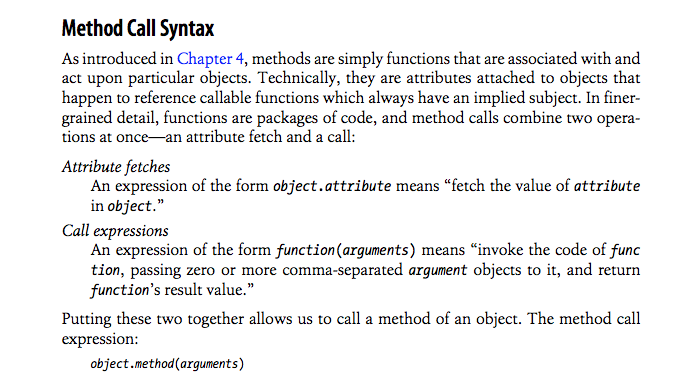 Method Call Syntax
As introduced in Chapter 4, methods are simply functions that are associated with and
act upon particular objects. Technically, they are attributes attached to objects that
happen to reference callable functions which always have an implied subject. In finer-
grained detail, functions are packages of code, and method calls combine two opera-
tions at once—an attribute fetch and a call:
Attribute fetches
An expression of the form object.attribute means “fetch the value of attribute
in object.”
Call expressions
An expression of the form function(arguments) means “invoke the code of func
tion, passing zero or more comma-separated argument objects to it, and return
function’s result value.”
Putting these two together allows us to call a method of an object. The method call
expression:
object.method(arguments)